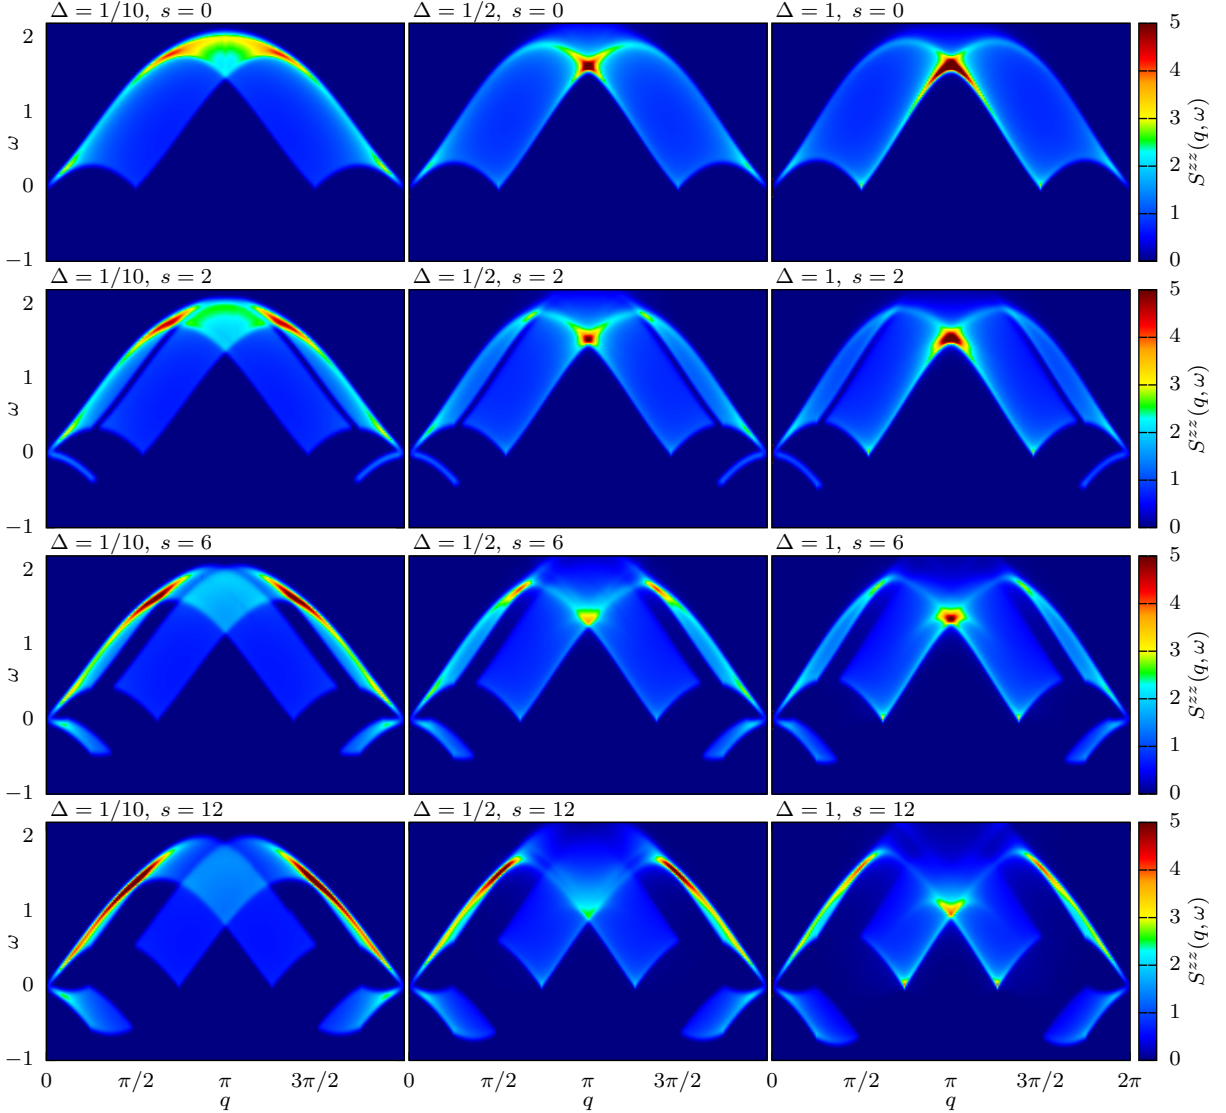 Δ = 1/10, s = 0 Δ = 1/2, s = 0 Δ = 1, s = 0
2
1
0
−1
ω
5
4
3
2
1
0
S^{zz}(q, ω)
Δ = 1/10, s = 2 Δ = 1/2, s = 2 Δ = 1, s = 2
2
1
0
−1
ω
5
4
3
2
1
0
S^{zz}(q, ω)
Δ = 1/10, s = 6 Δ = 1/2, s = 6 Δ = 1, s = 6
2
1
0
−1
ω
5
4
3
2
1
0
S^{zz}(q, ω)
Δ = 1/10, s = 12 Δ = 1/2, s = 12 Δ = 1, s = 12
2
1
0
−1
ω
5
4
3
2
1
0
S^{zz}(q, ω)
0 π/2 π 3π/2 0 π/2 π 3π/2 0 π/2 π 3π/2 2π
q q q